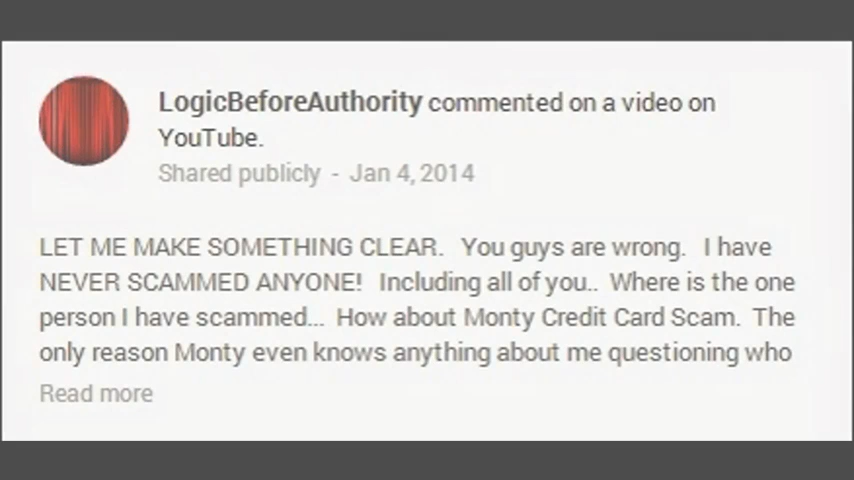 LogicBeforeAuthority commented on a video on
YouTube.
Shared publicly - Jan 4, 2014
LET ME MAKE SOMETHING CLEAR. You guys are wrong. I have
NEVER SCAMMED ANYONE! Including all of you.. Where is the one
person I have scammed... How about Monty Credit Card Scam. The
only reason Monty even knows anything about me questioning who
Read more